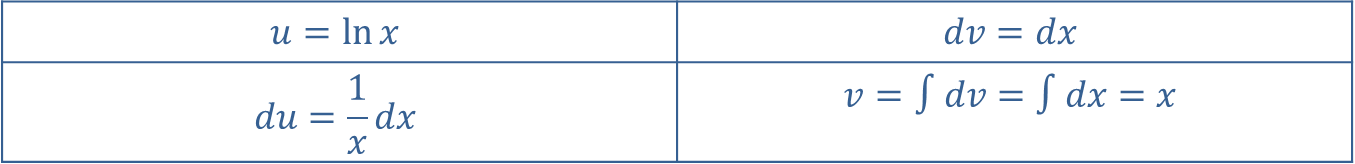 u = ln x
dv = dx
du = 1/x dx
v = ∫ dv = ∫ dx = x